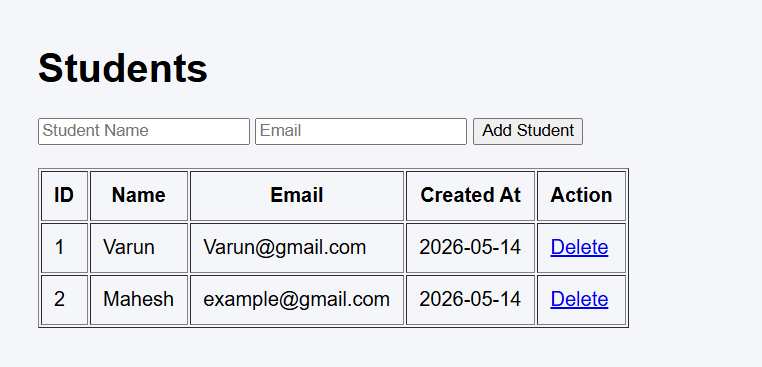 Students
Student Name Email Add Student
ID Name Email Created At Action
1 Varun Varun@gmail.com 2026-05-14 Delete
2 Mahesh example@gmail.com 2026-05-14 Delete